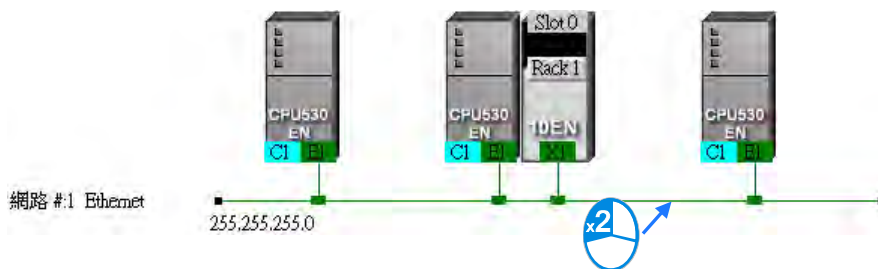 Slot 0
Rack 1
CPU530
EN
C1 E1
CPU530
EN
C1 E1
10EN
X1
CPU530
EN
C1 E1
網路 #:1 Ethernet
255.255.255.0
x2